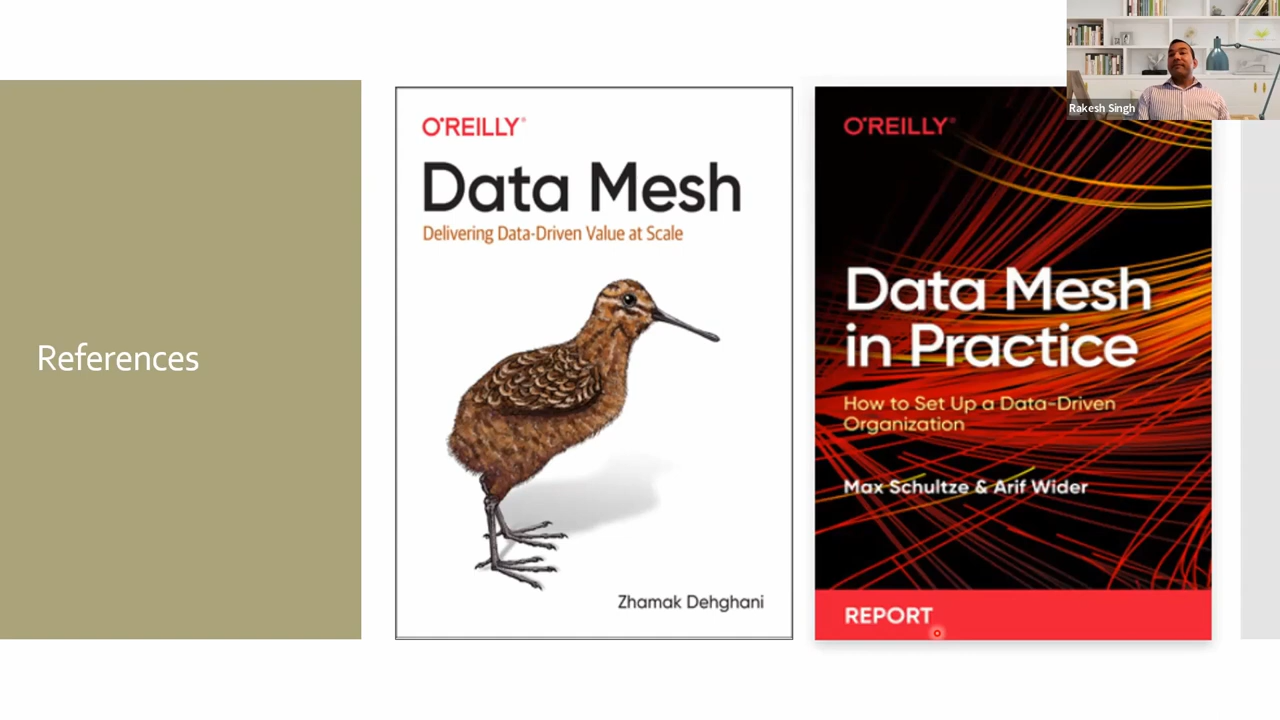 References
O'REILLY®
Data Mesh
Delivering Data-Driven Value at Scale
Zhamak Dehghani
O'REILLY®
Data Mesh
in Practice
How to Set Up a Data-Driven
Organization
Max Schultze & Arif Wider
REPORT
Rakesh Singh